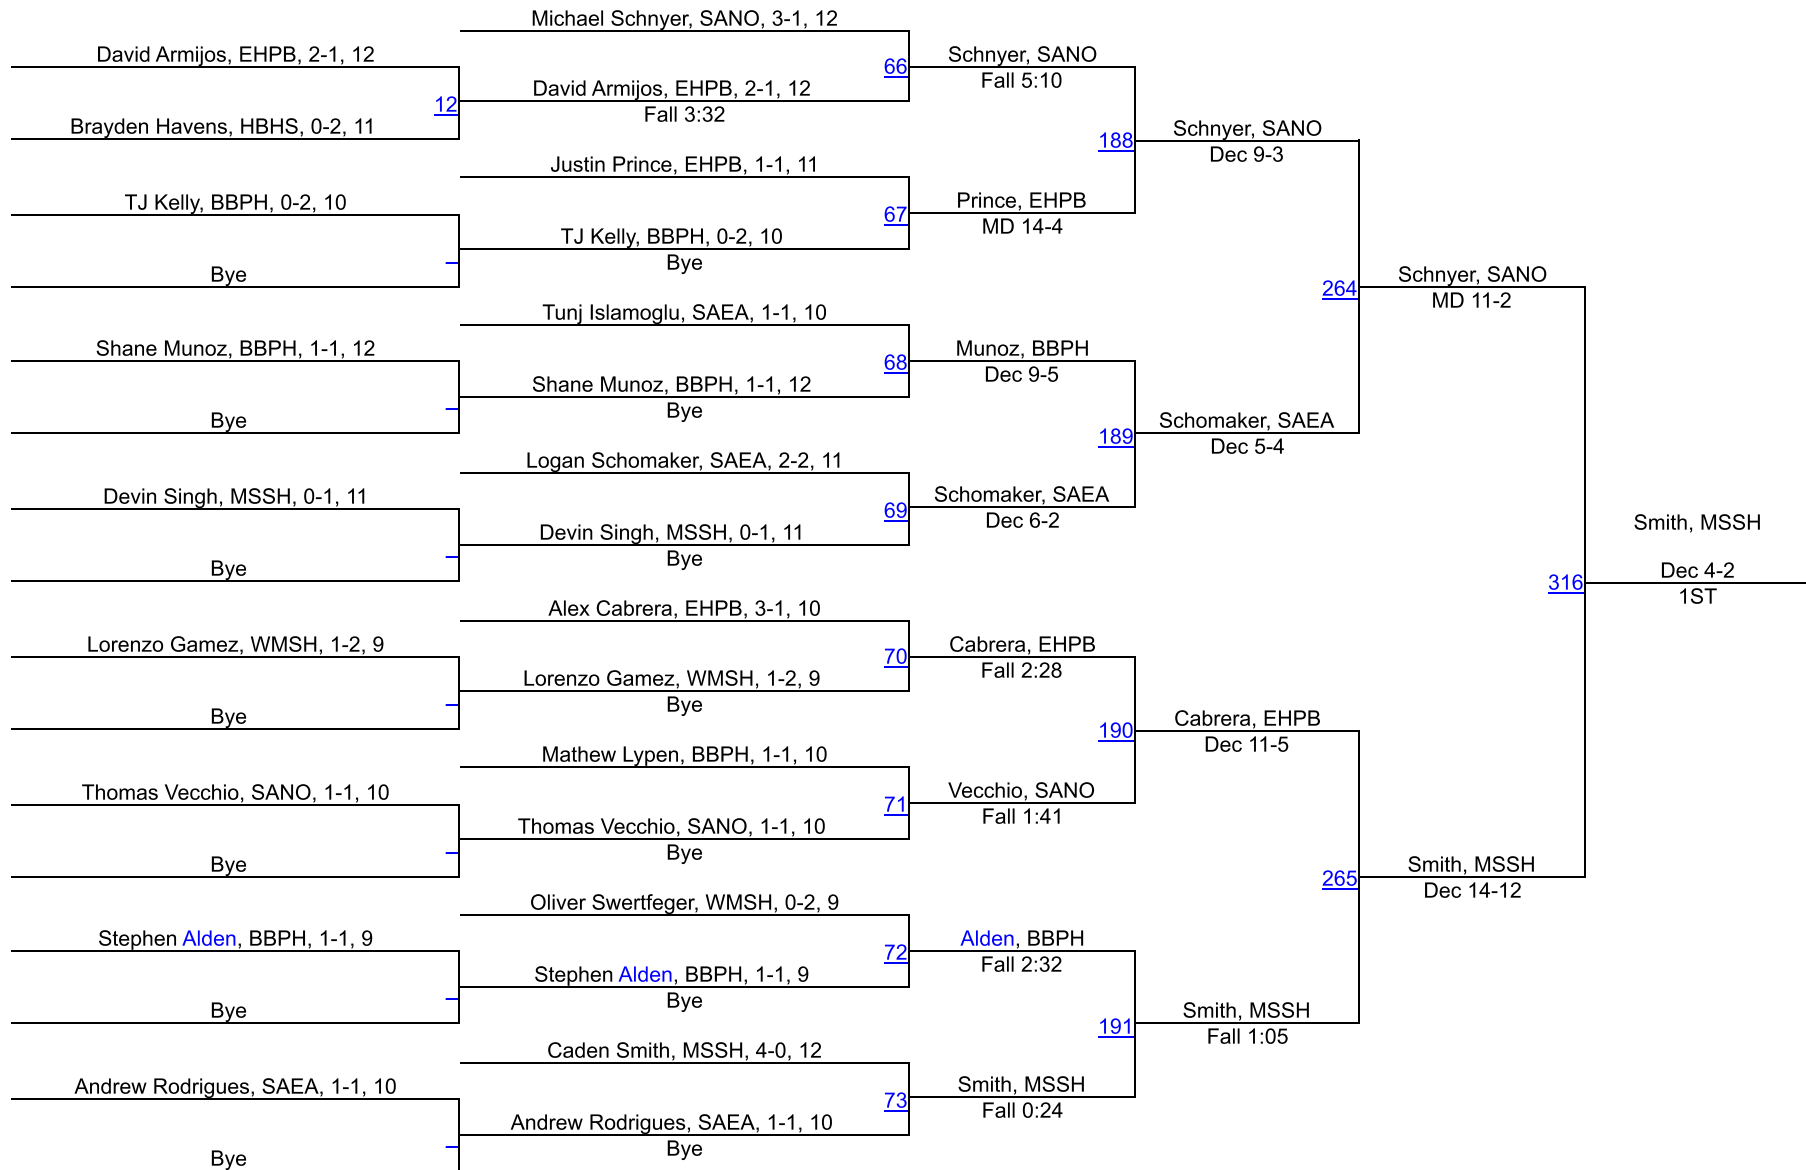 Michael Schnyer, SANO, 3-1, 12
David Armijos, EHPB, 2-1, 12
66
Schnyer, SANO
Fall 5:10
12
David Armijos, EHPB, 2-1, 12
Fall 3:32
Brayden Havens, HBHS, 0-2, 11
188
Schnyer, SANO
Dec 9-3
Justin Prince, EHPB, 1-1, 11
TJ Kelly, BBPH, 0-2, 10
67
Prince, EHPB
MD 14-4
TJ Kelly, BBPH, 0-2, 10
Bye
Bye
264
Schnyer, SANO
MD 11-2
Tunj Islamoglu, SAEA, 1-1, 10
Shane Munoz, BBPH, 1-1, 12
68
Munoz, BBPH
Dec 9-5
Shane Munoz, BBPH, 1-1, 12
Bye
Bye
189
Schomaker, SAEA
Dec 5-4
Logan Schomaker, SAEA, 2-2, 11
Devin Singh, MSSH, 0-1, 11
69
Schomaker, SAEA
Dec 6-2
Devin Singh, MSSH, 0-1, 11
Bye
Bye
Smith, MSSH
316
Dec 4-2
1ST
Alex Cabrera, EHPB, 3-1, 10
Lorenzo Gamez, WMSH, 1-2, 9
70
Cabrera, EHPB
Fall 2:28
Lorenzo Gamez, WMSH, 1-2, 9
Bye
Bye
190
Cabrera, EHPB
Dec 11-5
Mathew Lypen, BBPH, 1-1, 10
Thomas Vecchio, SANO, 1-1, 10
71
Vecchio, SANO
Fall 1:41
Thomas Vecchio, SANO, 1-1, 10
Bye
Bye
265
Smith, MSSH
Dec 14-12
Oliver Swertfeger, WMSH, 0-2, 9
Stephen Alden, BBPH, 1-1, 9
72
Alden, BBPH
Fall 2:32
Stephen Alden, BBPH, 1-1, 9
Bye
Bye
191
Smith, MSSH
Fall 1:05
Caden Smith, MSSH, 4-0, 12
Andrew Rodrigues, SAEA, 1-1, 10
73
Smith, MSSH
Fall 0:24
Andrew Rodrigues, SAEA, 1-1, 10
Bye
Bye